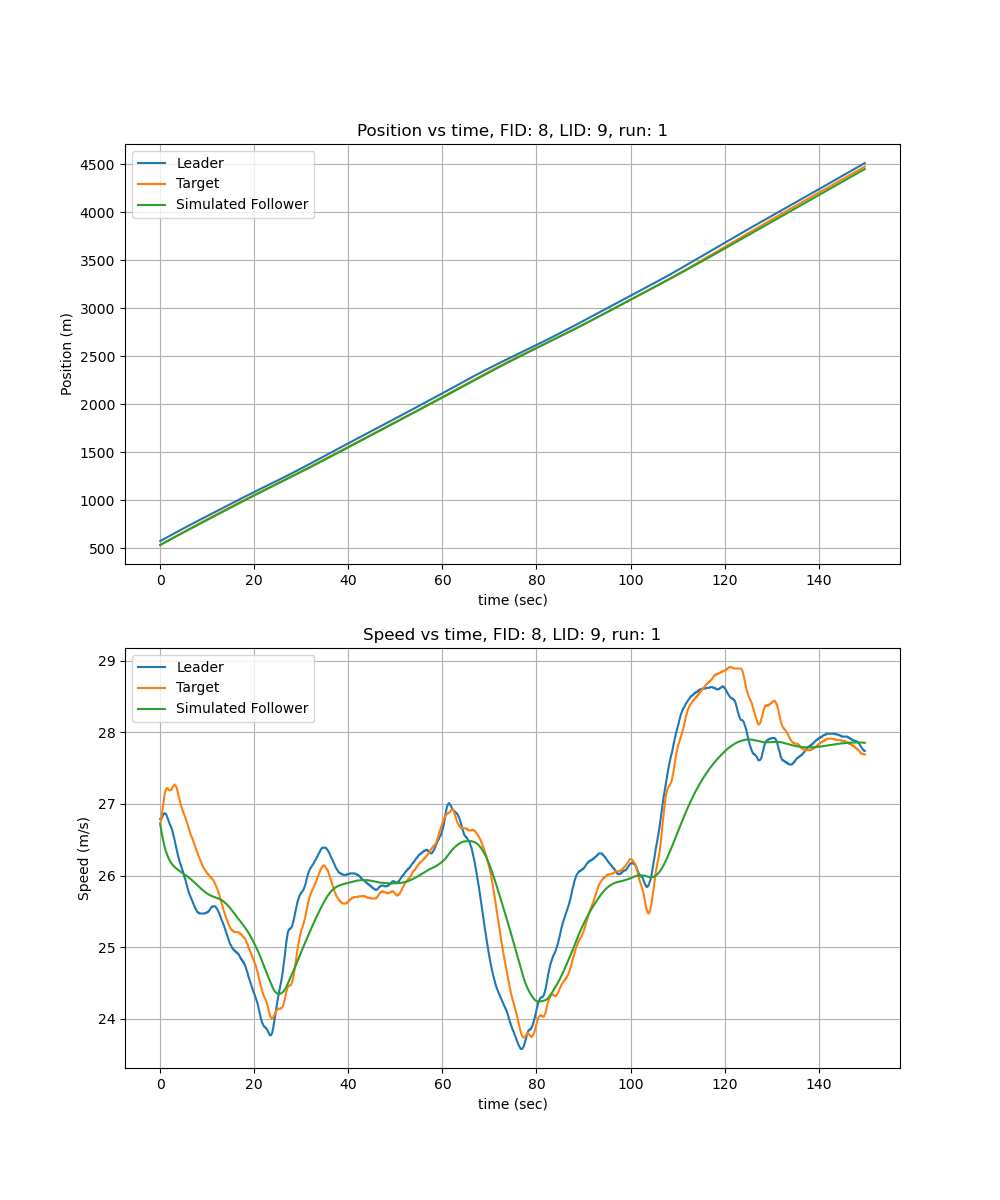 Position vs time, FID: 8, LID: 9, run: 1
Leader
Target
Simulated Follower
4500
4000
3500
3000
2500
2000
1500
1000
500
Position (m)
0 20 40 60 80 100 120 140
time (sec)
Speed vs time, FID: 8, LID: 9, run: 1
Leader
Target
Simulated Follower
29
28
27
26
25
24
Speed (m/s)
0 20 40 60 80 100 120 140
time (sec)